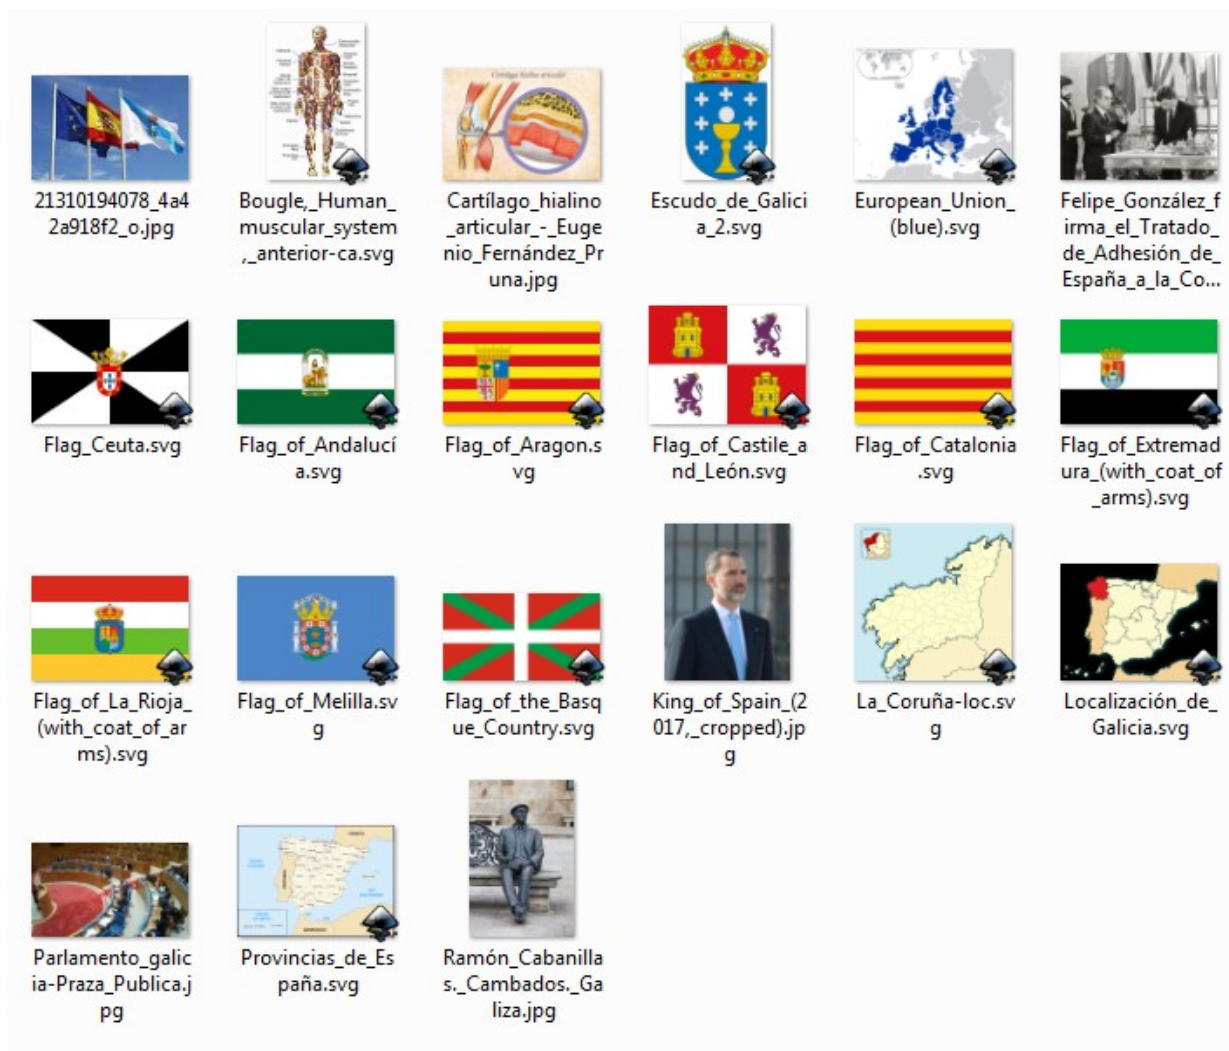 21310194078_4a4
2a918f2_o.jpg
Bougle,_Human_
muscular_system
,_anterior-ca.svg
Cartílago_hialino
_articular_-_Euge
nio_Fernández_Pr
una.jpg
Escudo_de_Galici
a_2.svg
European_Union_
(blue).svg
Felipe_González_f
irma_el_Tratado_
de_Adhesión_de_
España_a_la_Co...
Flag_Ceuta.svg
Flag_of_Andalucí
a.svg
Flag_of_Aragon.s
vg
Flag_of_Castile_a
nd_León.svg
Flag_of_Catalonia
.svg
Flag_of_Extremad
ura_(with_coat_of
_arms).svg
Flag_of_La_Rioja_
(with_coat_of_ar
ms).svg
Flag_of_Melilla.sv
g
Flag_of_the_Basq
ue_Country.svg
King_of_Spain_(2
017,_cropped).jp
g
La_Coruña-loc.sv
g
Localización_de_
Galicia.svg
Parlamento_galic
ia-Praza_Publica.j
pg
Provincias_de_Es
paña.svg
Ramón_Cabanilla
s._Cambados._Ga
liza.jpg